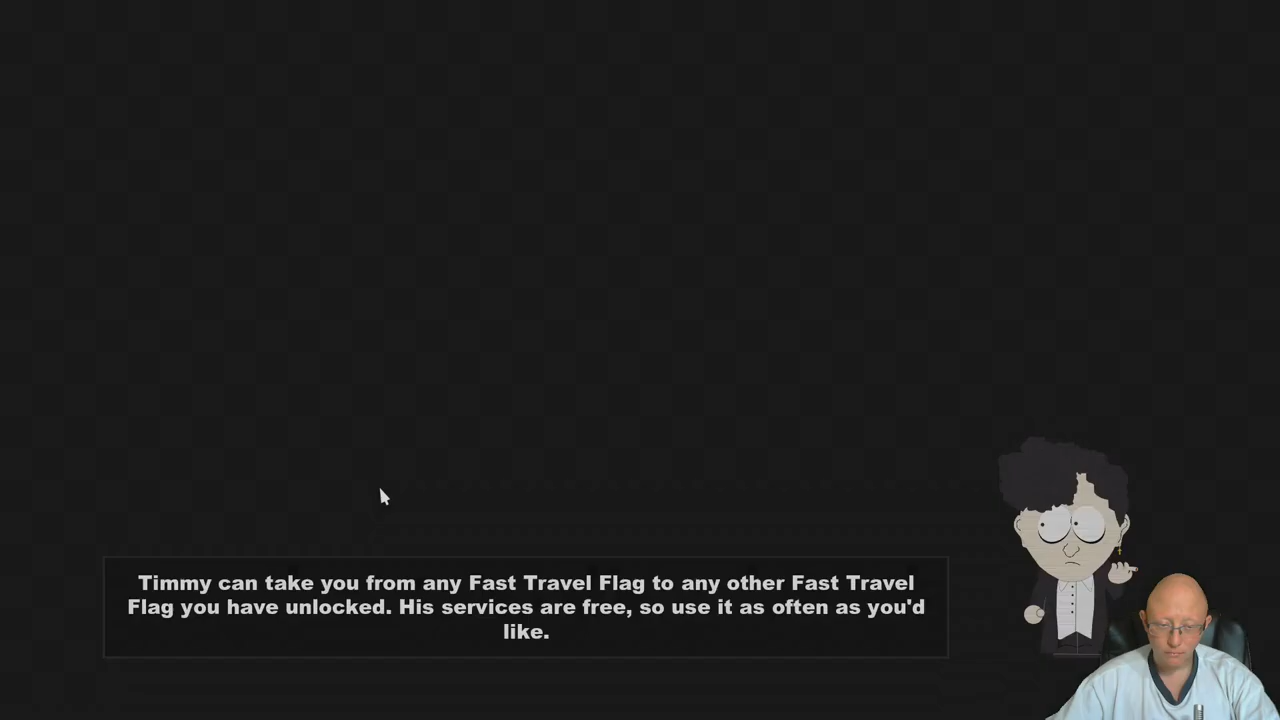 Timmy can take you from any Fast Travel Flag to any other Fast Travel
Flag you have unlocked. His services are free, so use it as often as you'd
like.